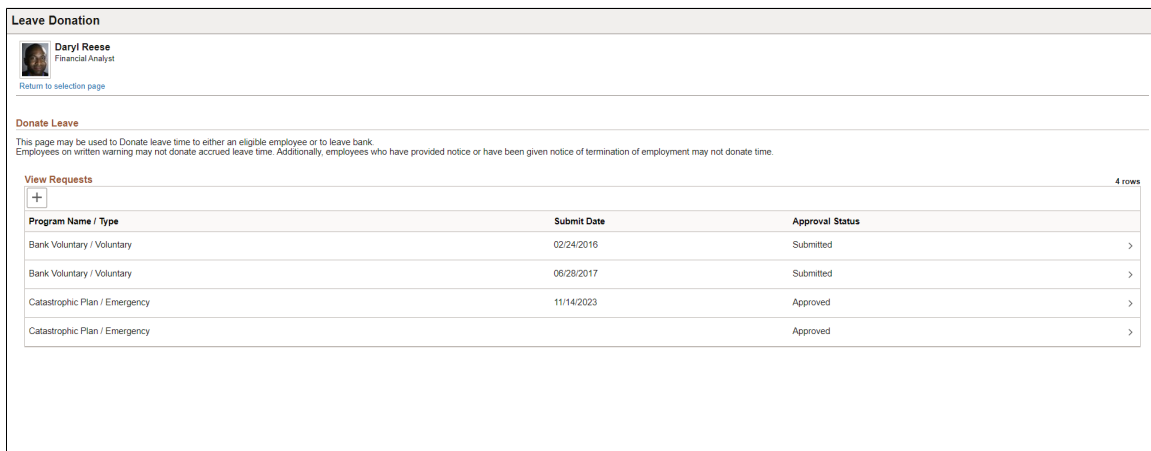 Leave Donation
Daryl Reese
Financial Analyst
Return to selection page
Donate Leave
This page may be used to Donate leave time to either an eligible employee or to leave bank.
Employees on written warning may not donate accrued leave time. Additionally, employees who have provided notice or have been given notice of termination of employment may not donate time.
View Requests 4 rows
+
Program Name / Type Submit Date Approval Status
Bank Voluntary / Voluntary 02/24/2016 Submitted >
Bank Voluntary / Voluntary 06/28/2017 Submitted >
Catastrophic Plan / Emergency 11/14/2023 Approved >
Catastrophic Plan / Emergency Approved >